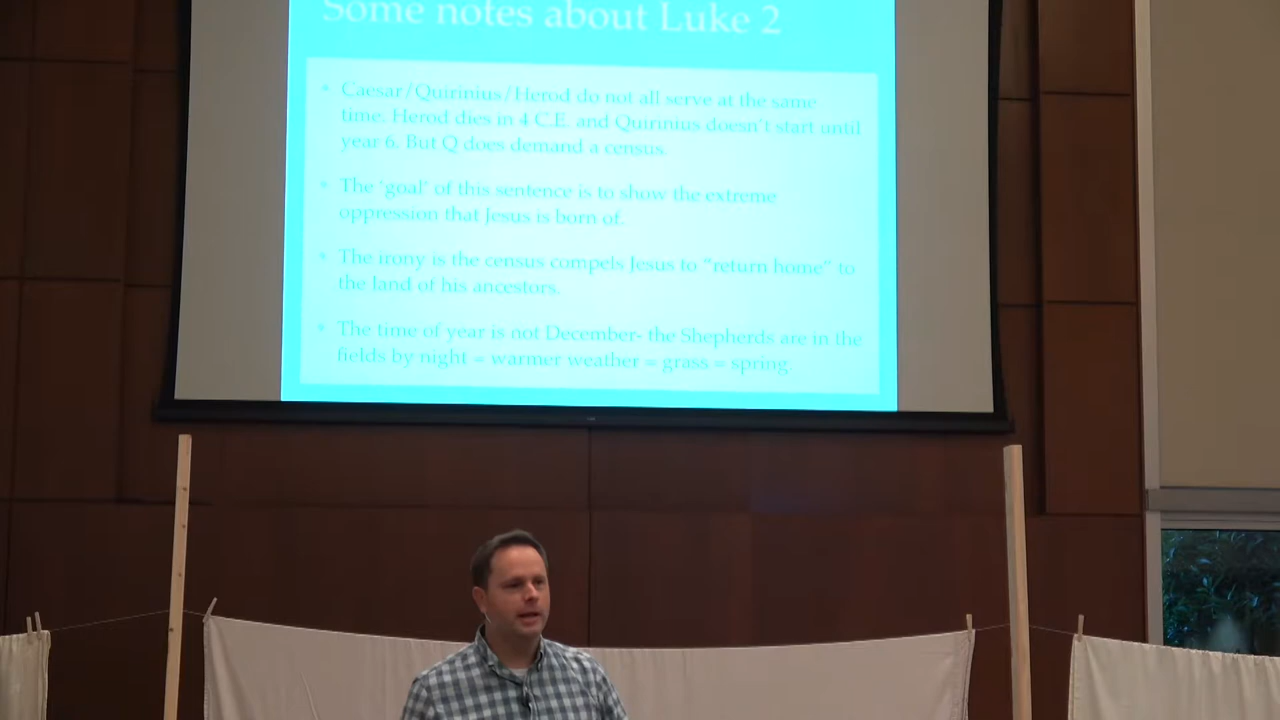 Some notes about Luke 2
* Caesar/Quirinius/Herod do not all serve at the same
time. Herod dies in 4 C.E. and Quirinius doesn't start until
year 6. But Q does demand a census.
* The 'goal' of this sentence is to show the extreme
oppression that Jesus is born of.
* The irony is the census compels Jesus to "return home" to
the land of his ancestors.
* The time of year is not December- the Shepherds are in the
fields by night = warmer weather = grass = spring.